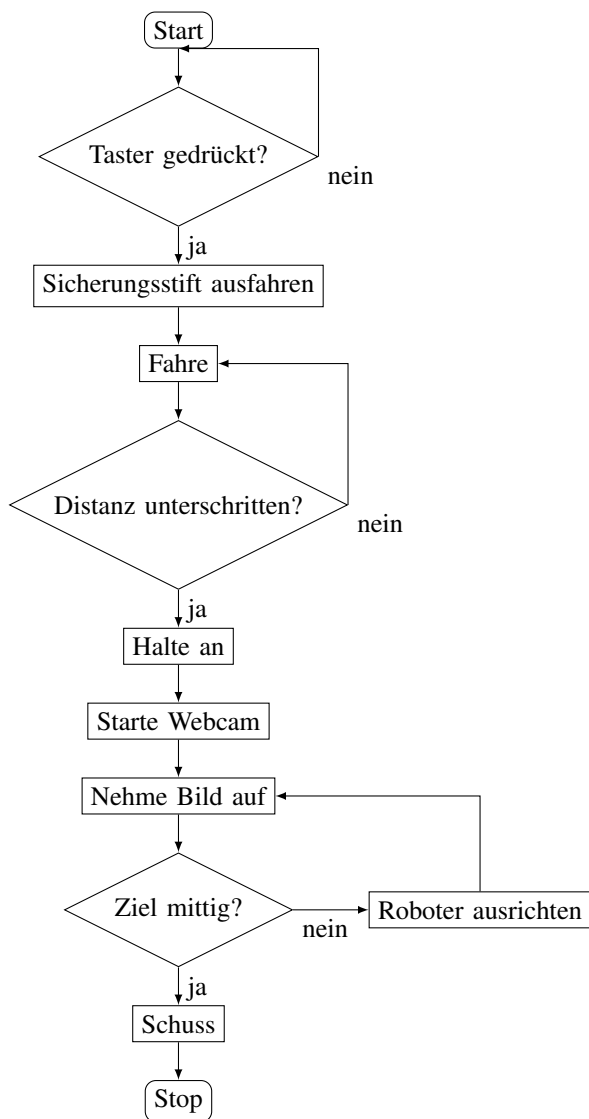 Start
Taster gedrückt?
nein
ja
Sicherungsstift ausfahren
Fahre
Distanz unterschritten?
nein
ja
Halte an
Starte Webcam
Nehme Bild auf
Ziel mittig?
nein
Roboter ausrichten
ja
Schuss
Stop